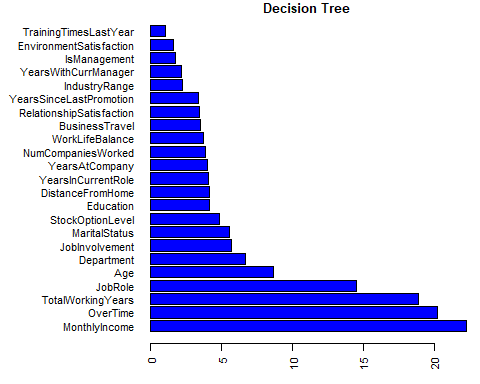 Decision Tree
TrainingTimesLastYear
EnvironmentSatisfaction
IsManagement
YearsWithCurrManager
IndustryRange
YearsSinceLastPromotion
RelationshipSatisfaction
BusinessTravel
WorkLifeBalance
NumCompaniesWorked
YearsAtCompany
YearsInCurrentRole
DistanceFromHome
Education
StockOptionLevel
MaritalStatus
JobInvolvement
Department
Age
JobRole
TotalWorkingYears
OverTime
MonthlyIncome
0 5 10 15 20